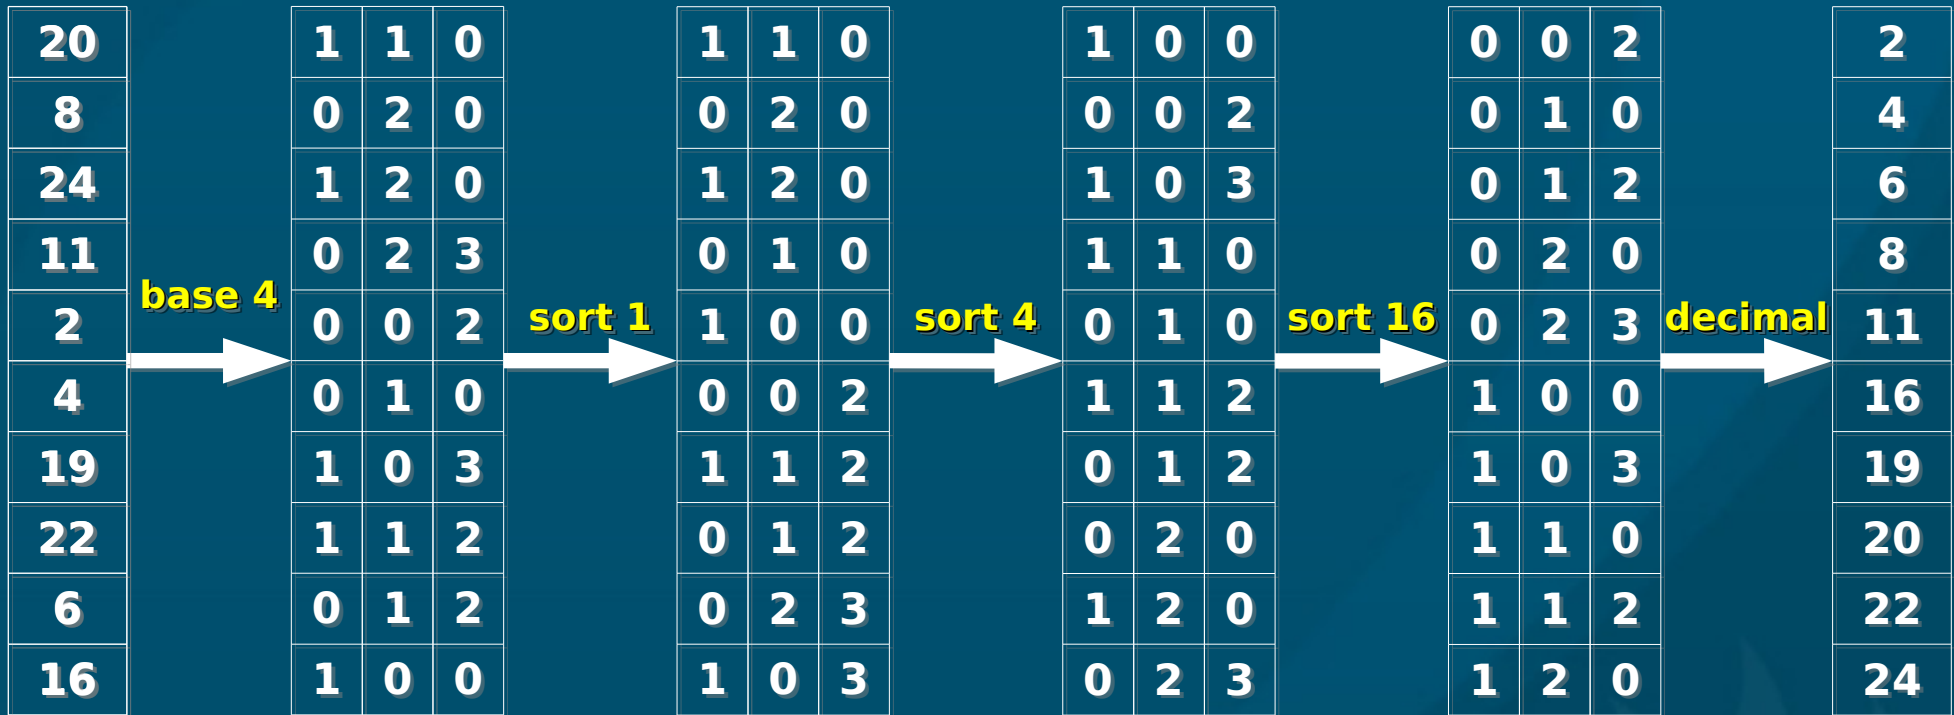 20 1 1 0 1 1 0 1 0 0 0 0 2 2
8 0 2 0 0 2 0 0 0 2 0 1 0 4
24 1 2 0 1 2 0 1 0 3 0 1 2 6
11 0 2 3 0 1 0 1 1 0 0 2 0 8
base 4 sort 1 sort 4 sort 16 decimal
2 0 0 2 1 0 0 0 1 0 0 2 3 11
4 0 1 0 0 0 2 1 1 2 1 0 0 16
19 1 0 3 1 1 2 0 1 2 1 0 3 19
22 1 1 2 0 1 2 0 2 0 1 1 0 20
6 0 1 2 0 2 3 1 2 0 1 1 2 22
16 1 0 0 1 0 3 0 2 3 1 2 0 24